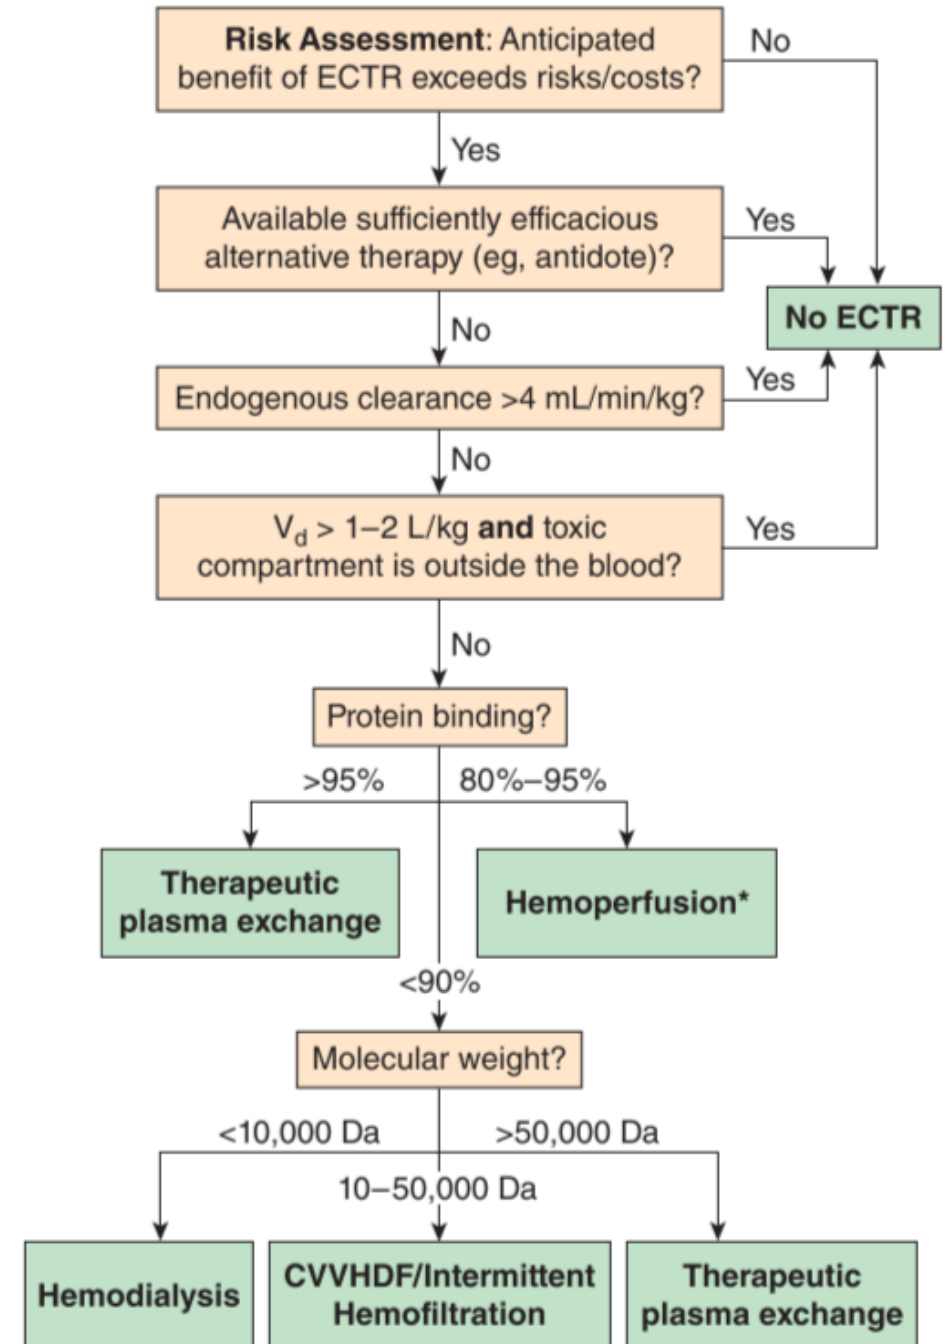 Risk Assessment: Anticipated
benefit of ECTR exceeds risks/costs?
No
Yes
Available sufficiently efficacious
alternative therapy (eg, antidote)?
Yes
No ECTR
No
Endogenous clearance >4 mL/min/kg?
Yes
No
Vd > 1–2 L/kg and toxic
compartment is outside the blood?
Yes
No
Protein binding?
>95%
80%–95%
Therapeutic
plasma exchange
Hemoperfusion*
<90%
Molecular weight?
<10,000 Da
>50,000 Da
10–50,000 Da
Hemodialysis
CVVHDF/Intermittent
Hemofiltration
Therapeutic
plasma exchange